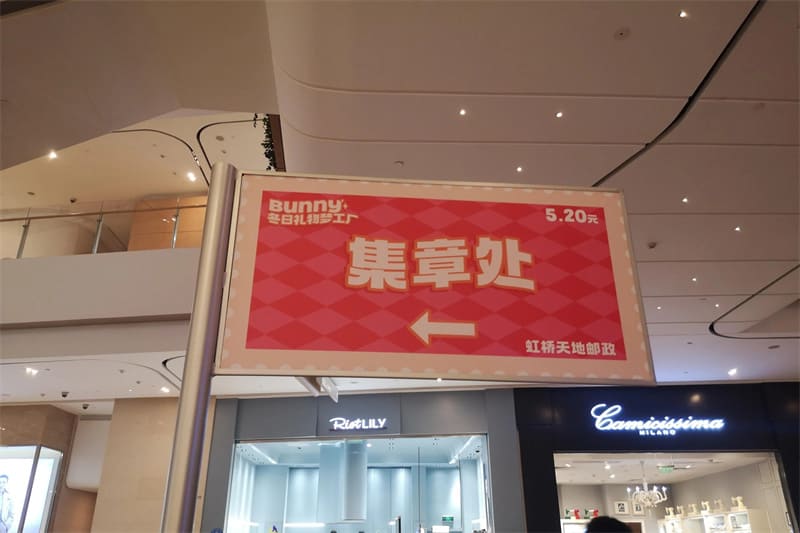 Bunny
冬日礼物梦工厂
5.20元
集章处
虹桥天地邮政
RiotLILY
Camicissima
MILANO